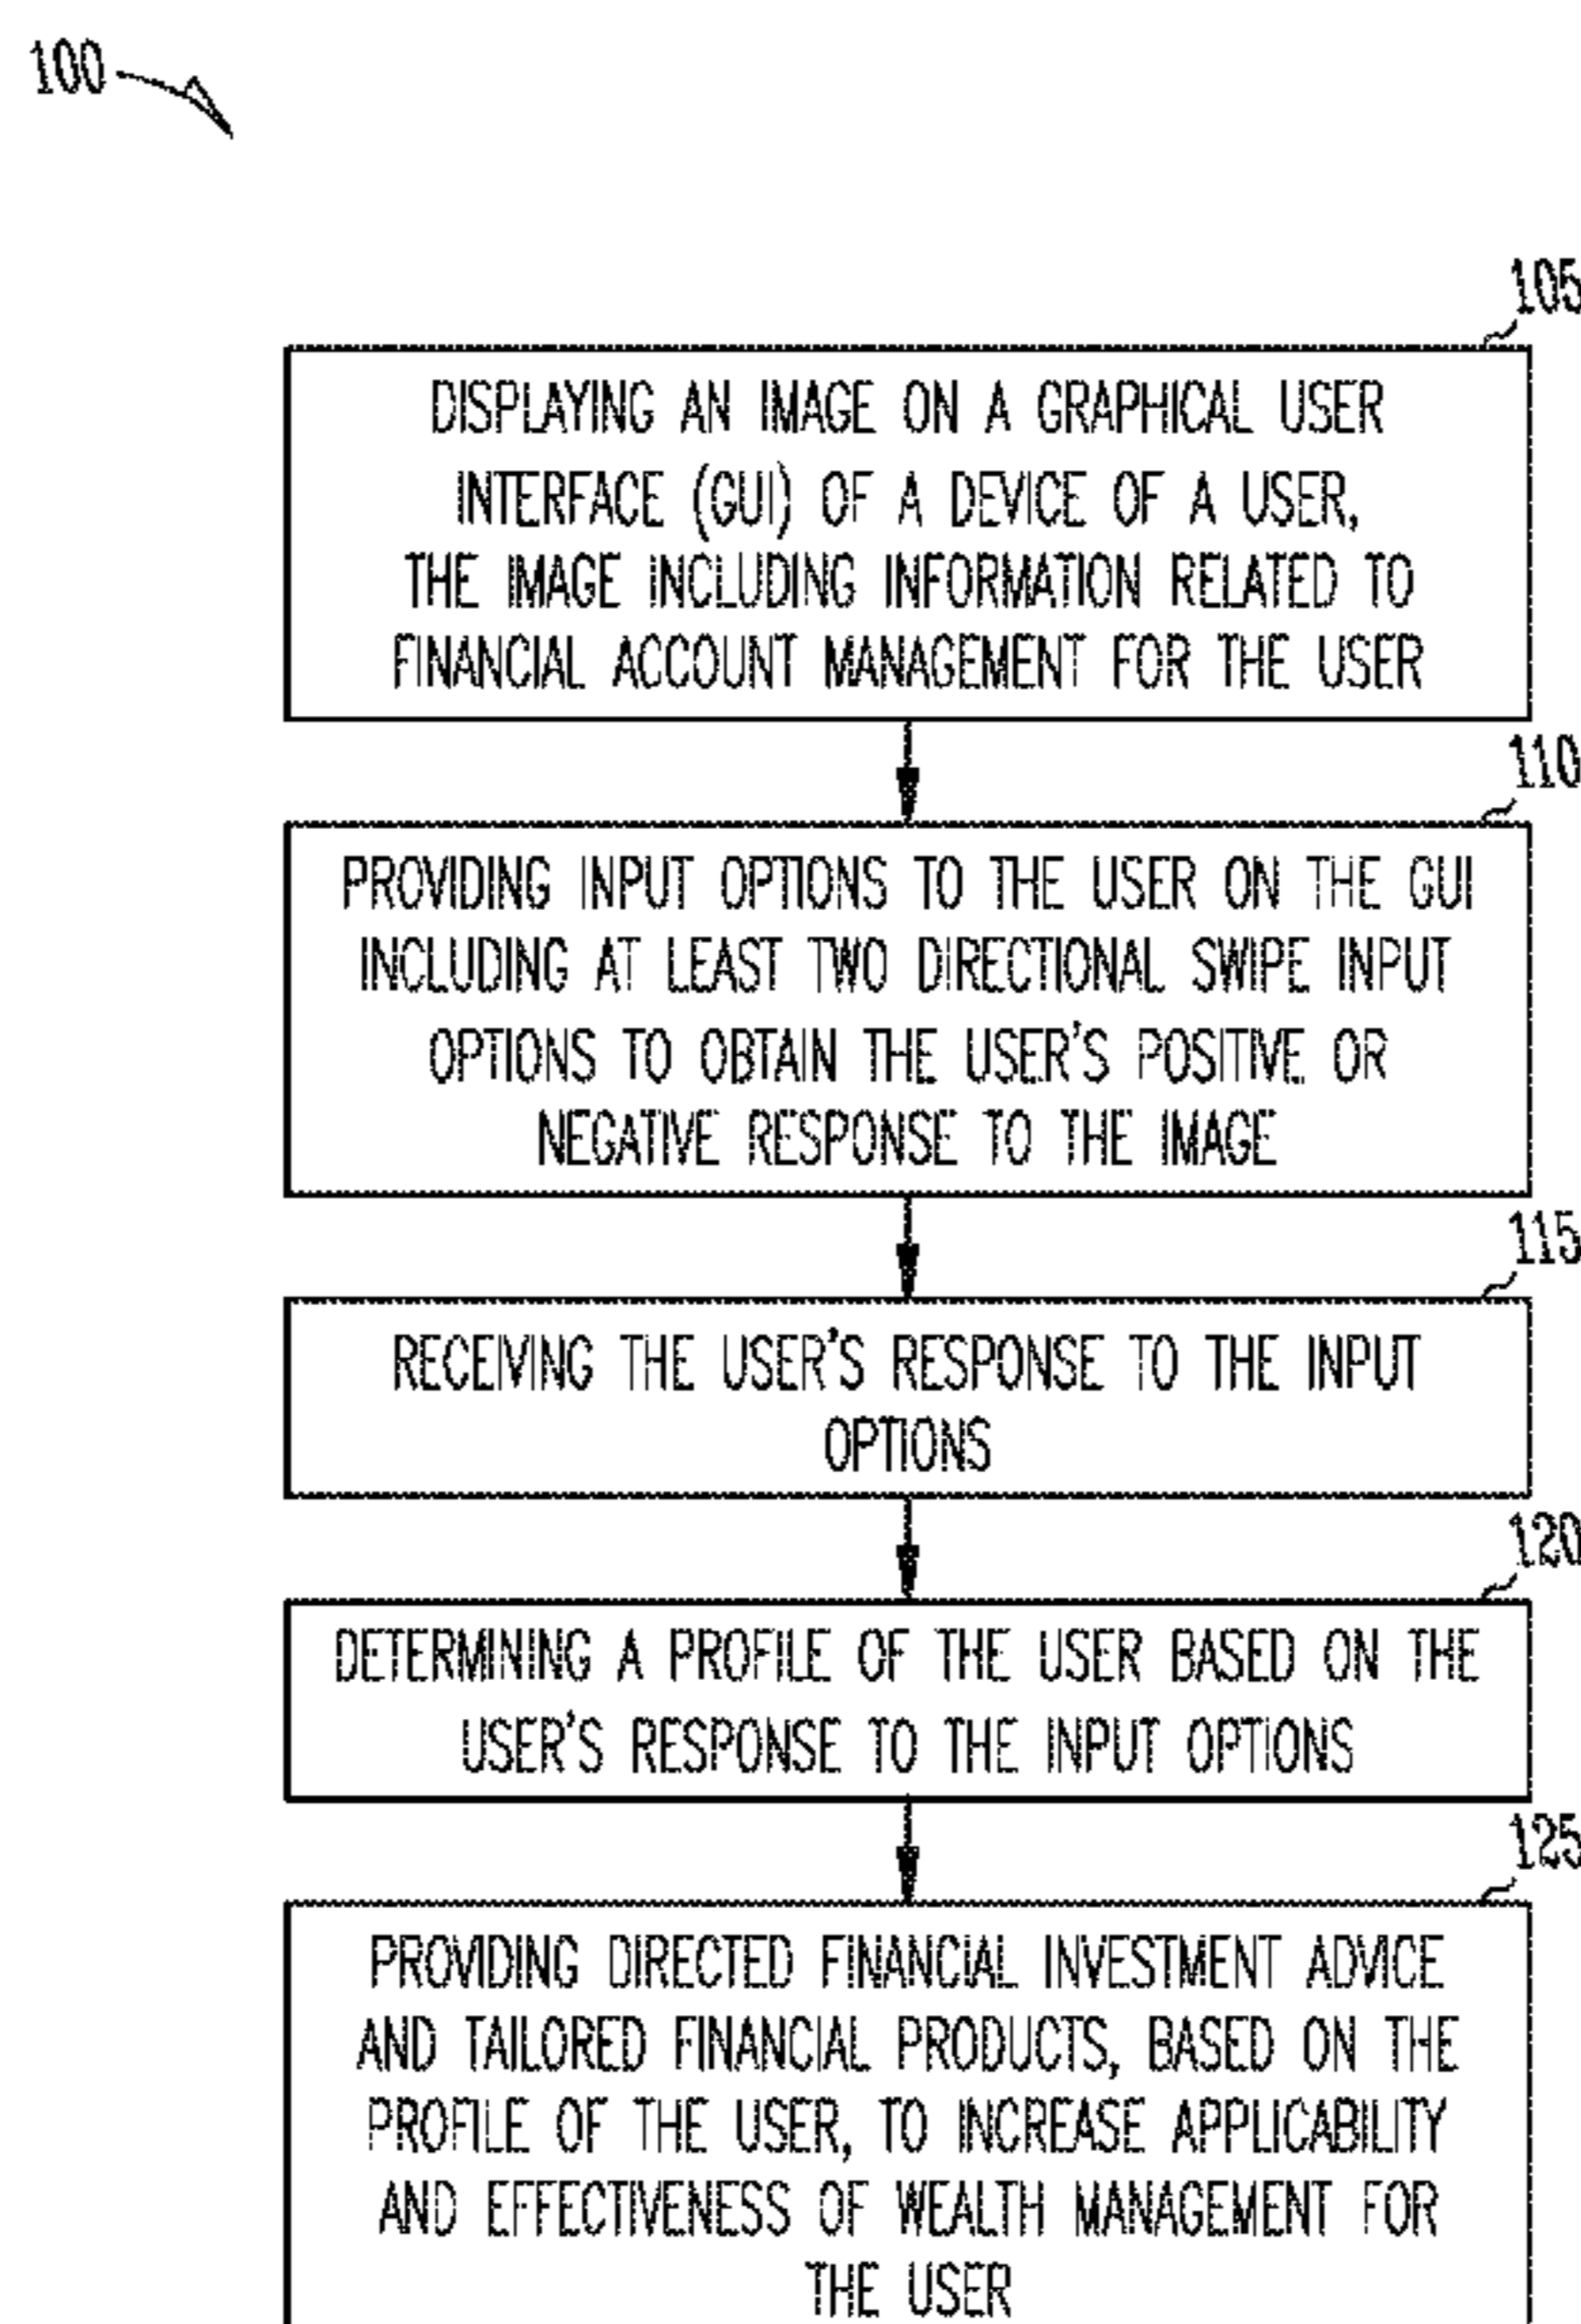 100
105
DISPLAYING AN IMAGE ON A GRAPHICAL USER
INTERFACE (GUI) OF A DEVICE OF A USER,
THE IMAGE INCLUDING INFORMATION RELATED TO
FINANCIAL ACCOUNT MANAGEMENT FOR THE USER
110
PROVIDING INPUT OPTIONS TO THE USER ON THE GUI
INCLUDING AT LEAST TWO DIRECTIONAL SWIPE INPUT
OPTIONS TO OBTAIN THE USER'S POSITIVE OR
NEGATIVE RESPONSE TO THE IMAGE
115
RECEIVING THE USER'S RESPONSE TO THE INPUT
OPTIONS
120
DETERMINING A PROFILE OF THE USER BASED ON THE
USER'S RESPONSE TO THE INPUT OPTIONS
125
PROVIDING DIRECTED FINANCIAL INVESTMENT ADVICE
AND TAILORED FINANCIAL PRODUCTS, BASED ON THE
PROFILE OF THE USER, TO INCREASE APPLICABILITY
AND EFFECTIVENESS OF WEALTH MANAGEMENT FOR
THE USER